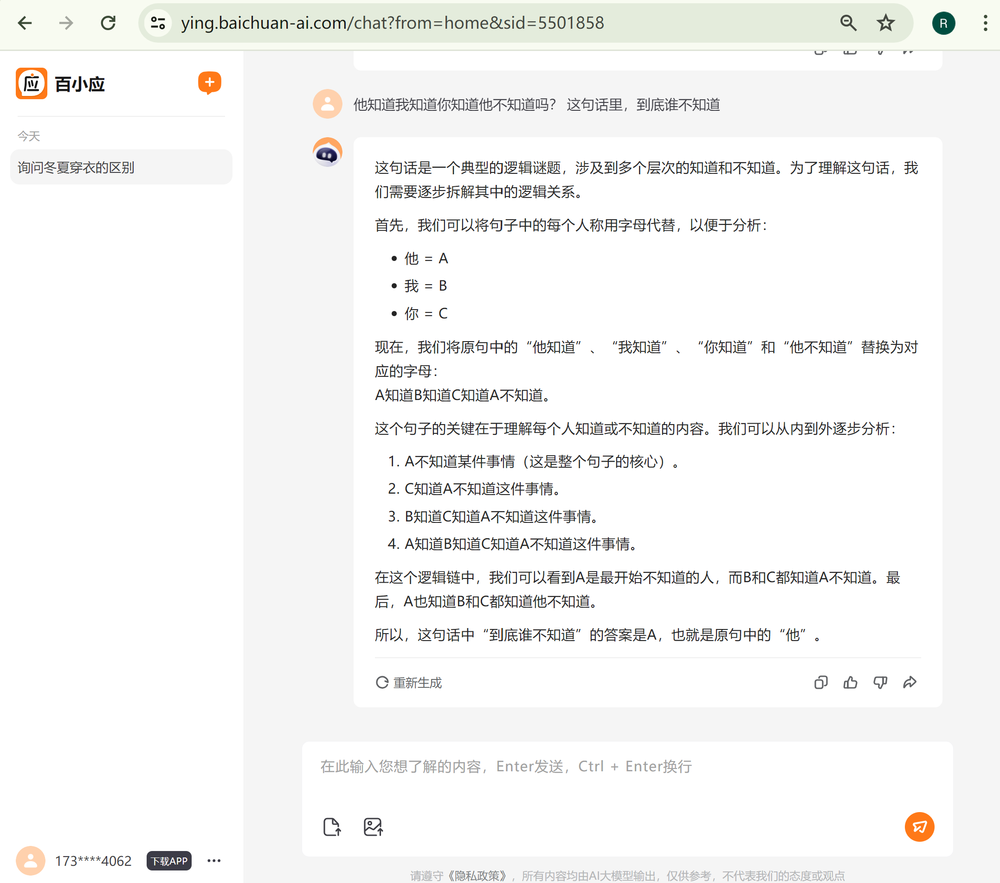 ying.baichuan-ai.com/chat?from=home&sid=5501858
R
应 百小应
今天
询问冬夏穿衣的区别
他知道我知道你知道他不知道吗？ 这句话里，到底谁不知道
这句话是一个典型的逻辑谜题，涉及到多个层次的知道和不知道。为了理解这句话，我
们需要逐步拆解其中的逻辑关系。
首先，我们可以将句子中的每个人称用字母代替，以便于分析：
• 他 = A
• 我 = B
• 你 = C
现在，我们将原句中的“他知道”、“我知道”、“你知道”和“他不知道”替换为对
应的字母：
A知道B知道C知道A不知道。
这个句子的关键在于理解每个人知道或不知道的内容。我们可以从内到外逐步分析：
1. A不知道某件事情（这是整个句子的核心）。
2. C知道A不知道这件事情。
3. B知道C知道A不知道这件事情。
4. A知道B知道C知道A不知道这件事情。
在这个逻辑链中，我们可以看到A是最开始不知道的人，而B和C都知道A不知道。最
后，A也知道B和C都知道他不知道。
所以，这句话中“到底谁不知道”的答案是A，也就是原句中的“他”。
重新生成
在此输入您想了解的内容，Enter发送，Ctrl + Enter换行
173****4062 下载APP
请遵守《隐私政策》，所有内容均由AI大模型输出，仅供参考，不代表我们的态度或观点